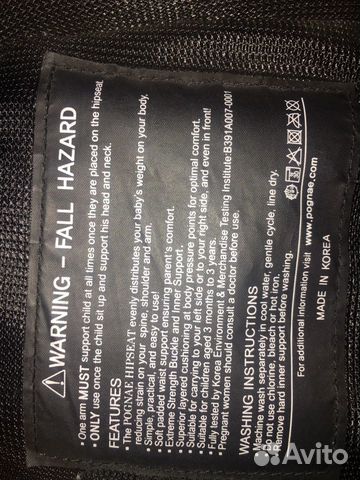 ⚠WARNING – FALL HAZARD
• One arm MUST support child at all times once they are placed on the hipseat.
• ONLY use once the child sit up and support his head and neck.
FEATURES
• The POGNAE HIPSEAT evenly distributes your baby's weight on your body,
reducing strain on your spine, shoulder and arm.
• Simple, practical, and easy to use!
• Soft padded waist support ensuring parent's comfort.
• Extreme Strength Buckle and Inner Support.
• Superior layered cushioning at body pressure points for optimal comfort.
• Suitable for carrying to your left side or to your right side, and even in front!
• Suitable for children aged 3 months to 3 years.
• Fully tested by Korea Environment & Merchandise Testing Institute:B391A007-0001
• Pregnant women should consult a doctor before use.
WASHING INSTRUCTIONS
Machine wash separately in cool water, gentle cycle, line dry.
• Do not use chlorine, bleach or hot iron.
• Remove hard inner support before washing.
For additional information visit: www.pognae.com
MADE IN KOREA
Avito